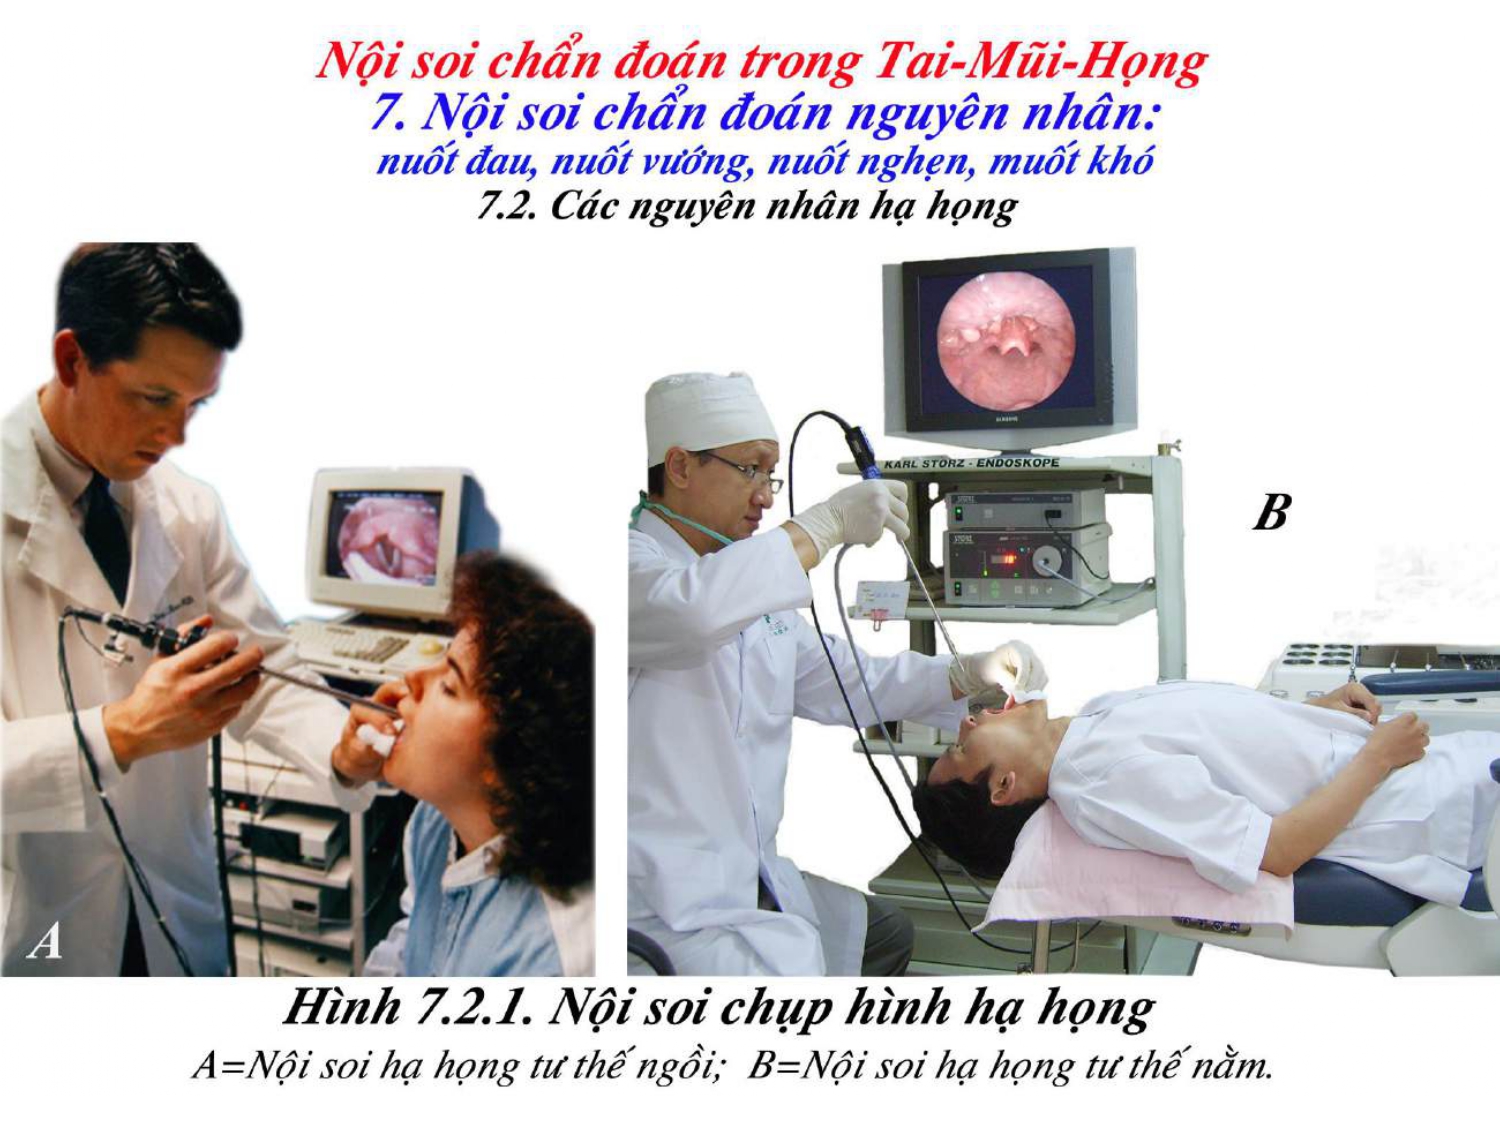 Nội soi chẩn đoán trong Tai-Mũi-Họng
7. Nội soi chẩn đoán nguyên nhân:
nuốt đau, nuốt vướng, nuốt nghẹn, muốt khó
7.2. Các nguyên nhân hạ họng
SAMSUNG
KARL STORZ - ENDOSKOPE
B
STORZ
STORZ
A
Hình 7.2.1. Nội soi chụp hình hạ họng
A=Nội soi hạ họng tư thế ngồi; B=Nội soi hạ họng tư thế nằm.